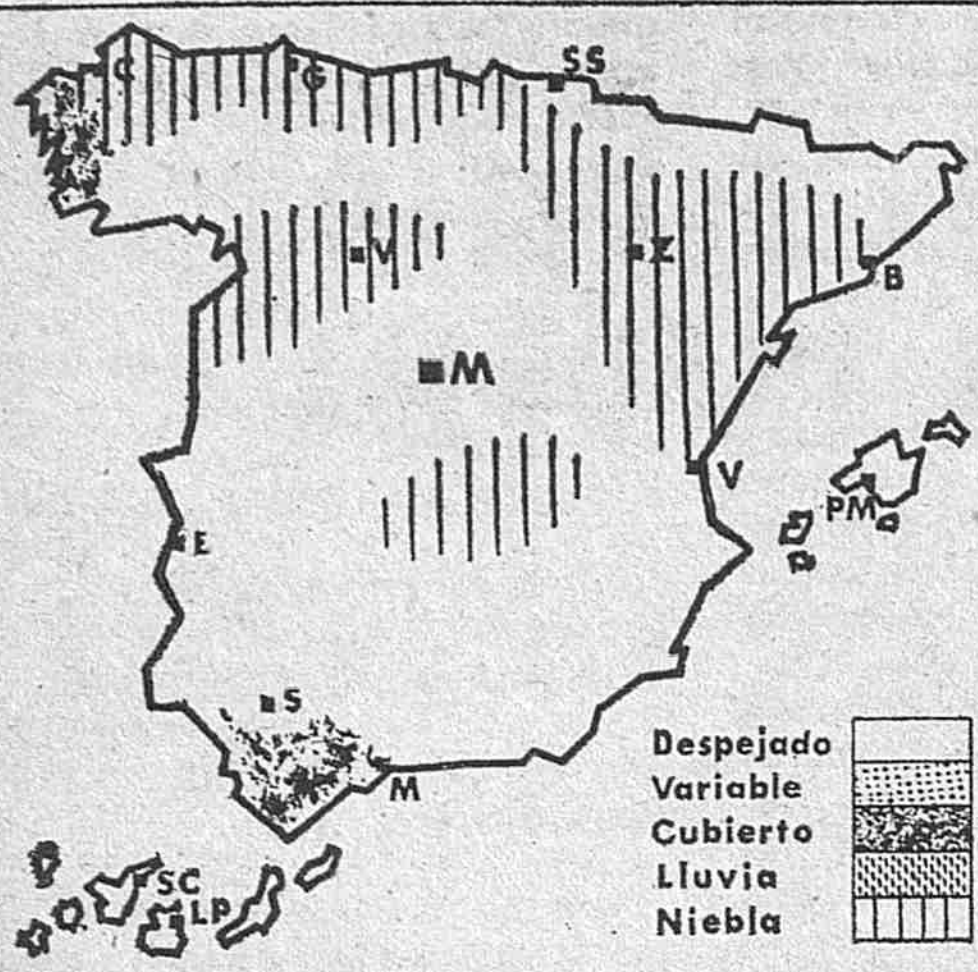 C
G
SS
V
Z
B
M
V
PM
E
S
M
SC
LP
Despejado
Variable
Cubierto
Lluvia
Niebla